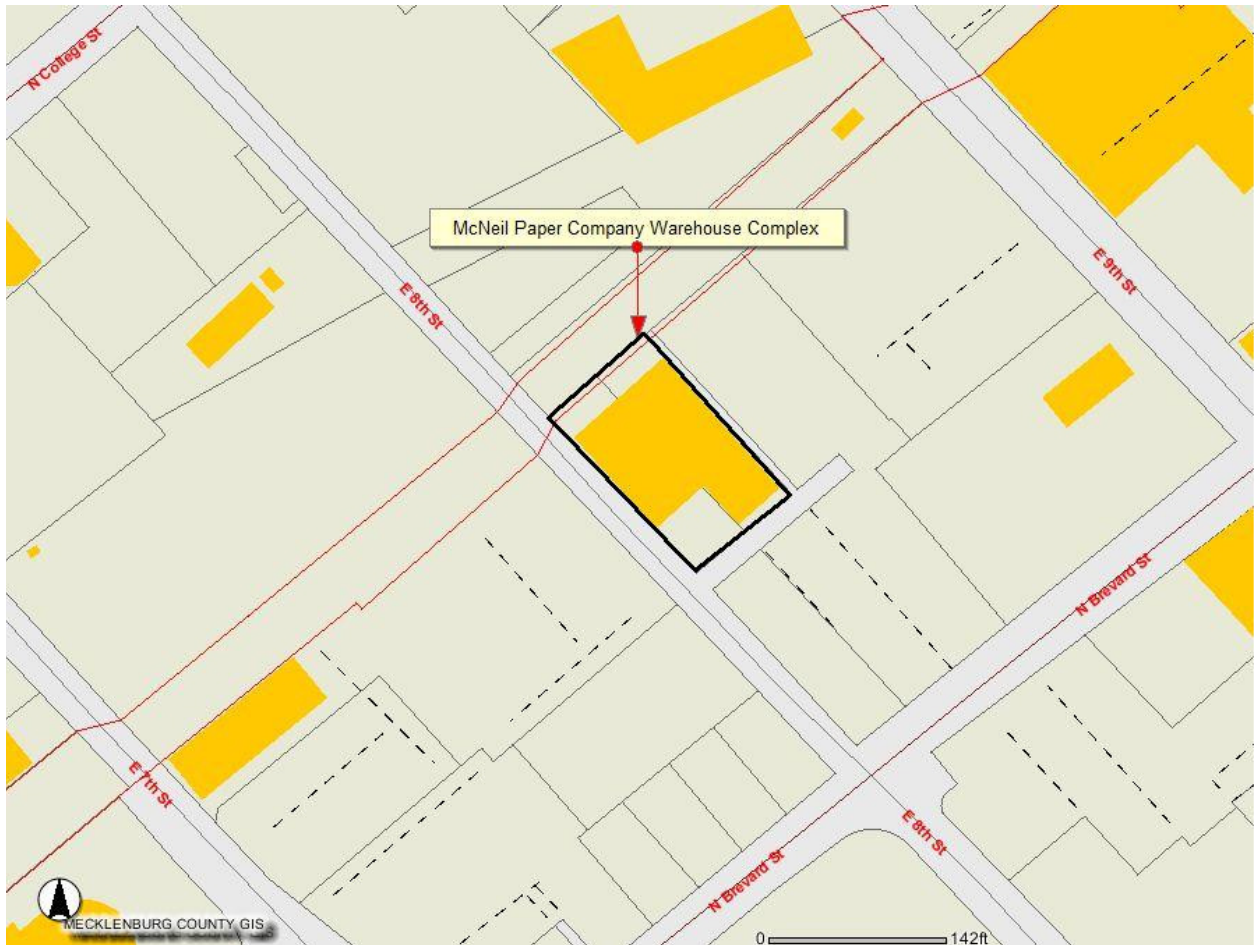 N College St
McNeil Paper Company Warehouse Complex
E 8th St
E 9th St
N Brevard St
E 7th St
E 8th St
N Brevard St
MECKLENBURG COUNTY GIS
0 142ft